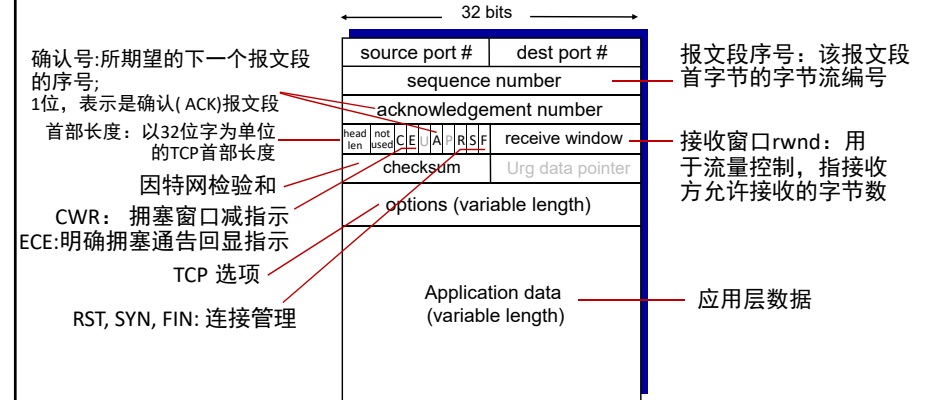 32 bits
确认号:所期望的下一个报文段
的序号;
1位，表示是确认( ACK)报文段
首部长度：以32位字为单位
的TCP首部长度
因特网检验和
CWR： 拥塞窗口减指示
ECE:明确拥塞通告回显指示
TCP 选项
RST, SYN, FIN: 连接管理
source port #
dest port #
sequence number
acknowledgement number
head
len
not
used
C E U A P R S F
receive window
checksum
Urg data pointer
options (variable length)
Application data
(variable length)
报文段序号：该报文段
首字节的字节流编号
接收窗口rwnd：用
于流量控制，指接收
方允许接收的字节数
应用层数据